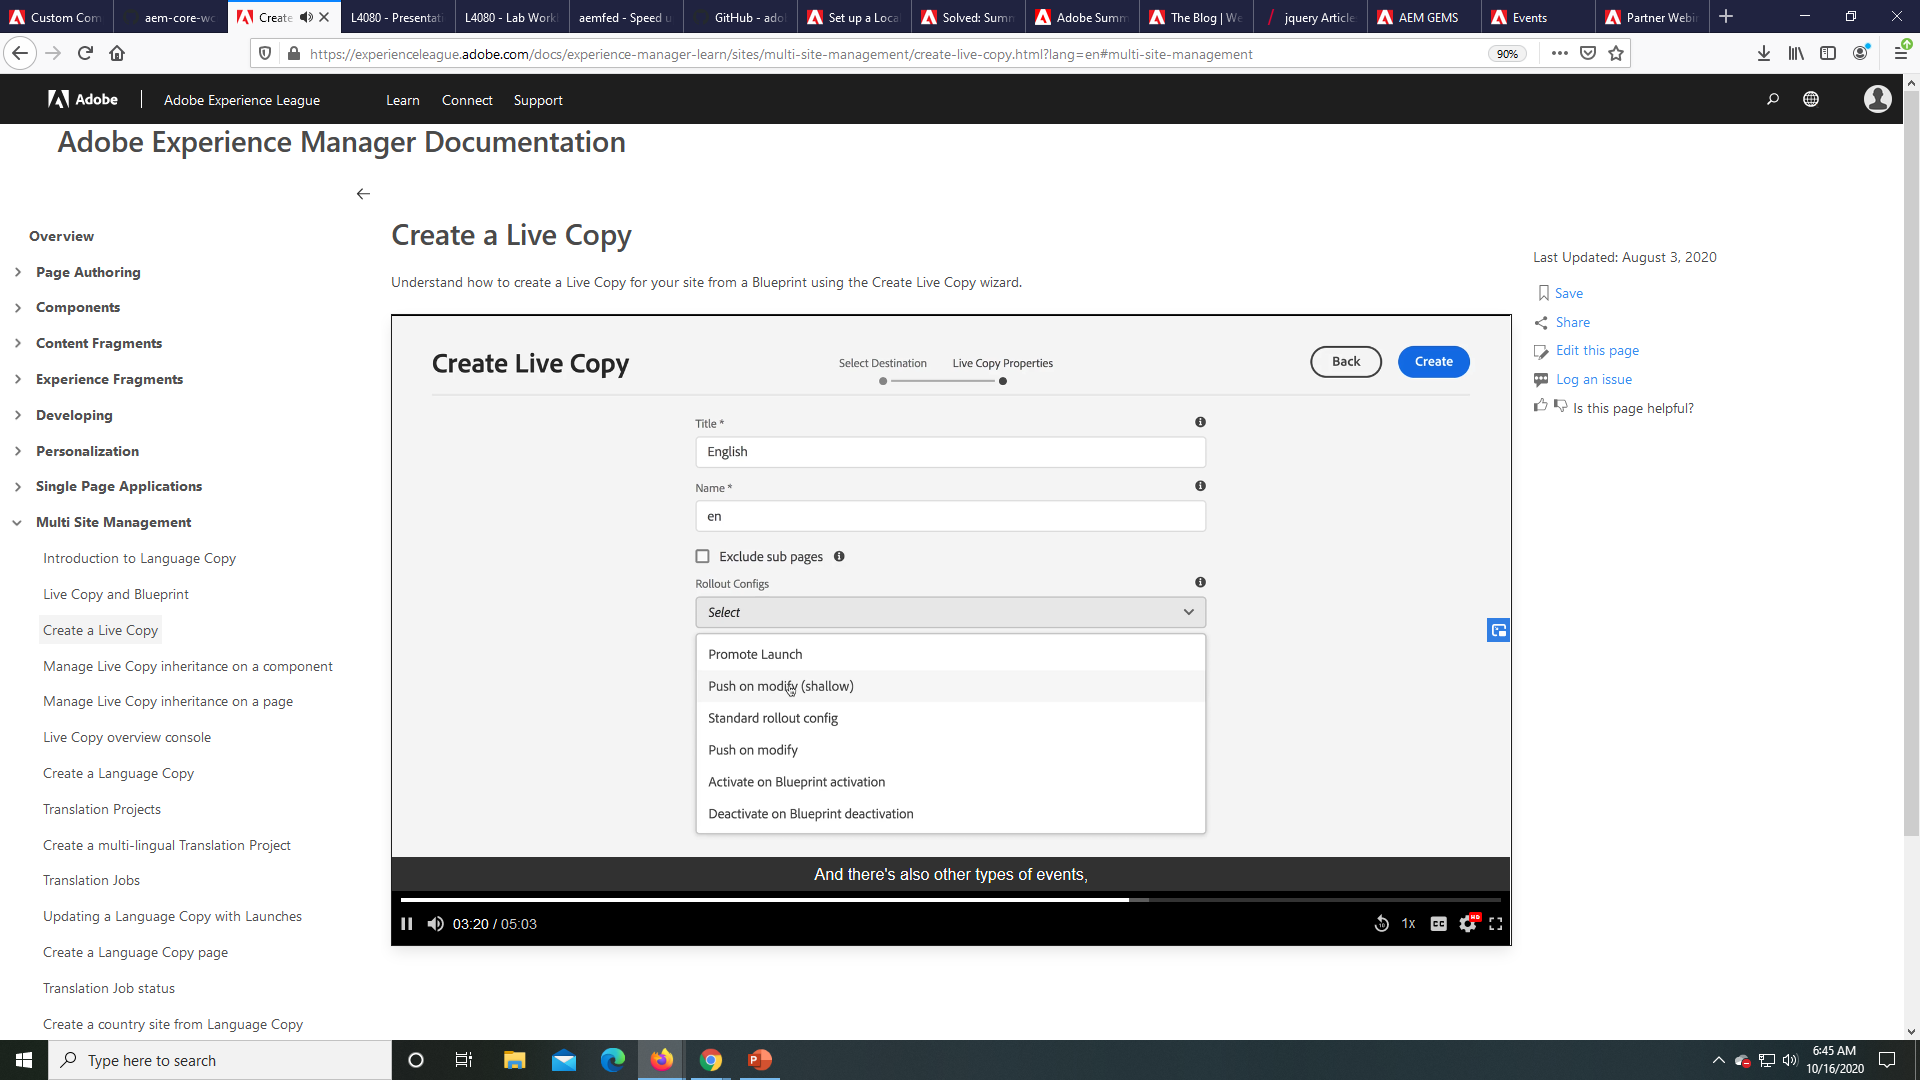 Custom Com
aem-core-wc
Create
L4080 - Presentati
L4080 - Lab Work
aemfed - Speed u
GitHub - ado
Set up a Loca
Solved: Summ
Adobe Summ
The Blog | We
jquery Article
AEM GEMS
Events
Partner Webi
https://experienceleague.adobe.com/docs/experience-manager-learn/sites/multi-site-management/create-live-copy.html?lang=en#multi-site-management
90%
Adobe
Adobe Experience League
Learn
Connect
Support
Adobe Experience Manager Documentation
Overview
Page Authoring
Components
Content Fragments
Experience Fragments
Developing
Personalization
Single Page Applications
Multi Site Management
Introduction to Language Copy
Live Copy and Blueprint
Create a Live Copy
Manage Live Copy inheritance on a component
Manage Live Copy inheritance on a page
Live Copy overview console
Create a Language Copy
Translation Projects
Create a multi-lingual Translation Project
Translation Jobs
Updating a Language Copy with Launches
Create a Language Copy page
Translation Job status
Create a country site from Language Copy
Create a Live Copy
Understand how to create a Live Copy for your site from a Blueprint using the Create Live Copy wizard.
Create Live Copy
Select Destination
Live Copy Properties
Back
Create
Title *
English
Name *
en
Exclude sub pages
Rollout Configs
Select
Promote Launch
Push on modify (shallow)
Standard rollout config
Push on modify
Activate on Blueprint activation
Deactivate on Blueprint deactivation
And there's also other types of events,
03:20 / 05:03
10
1x
CC
HD
Last Updated: August 3, 2020
Save
Share
Edit this page
Log an issue
Is this page helpful?
Type here to search
6:45 AM
10/16/2020